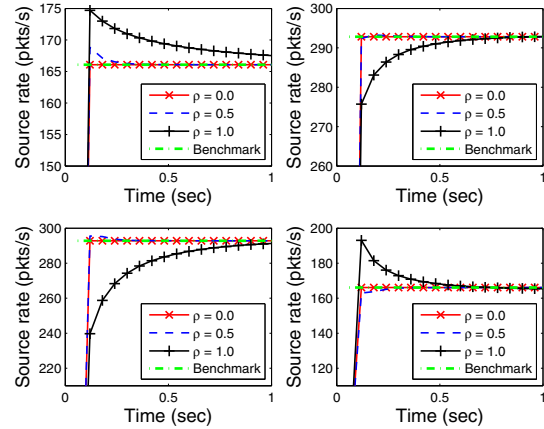 175
170
165
160
155
150
Source rate (pkts/s)
0
0.5
1
Time (sec)
ρ = 0.0
ρ = 0.5
ρ = 1.0
Benchmark
300
290
280
270
260
Source rate (pkts/s)
0
0.5
1
Time (sec)
ρ = 0.0
ρ = 0.5
ρ = 1.0
Benchmark
300
280
260
240
220
Source rate (pkts/s)
0
0.5
1
Time (sec)
ρ = 0.0
ρ = 0.5
ρ = 1.0
Benchmark
200
180
160
140
120
Source rate (pkts/s)
0
0.5
1
Time (sec)
ρ = 0.0
ρ = 0.5
ρ = 1.0
Benchmark